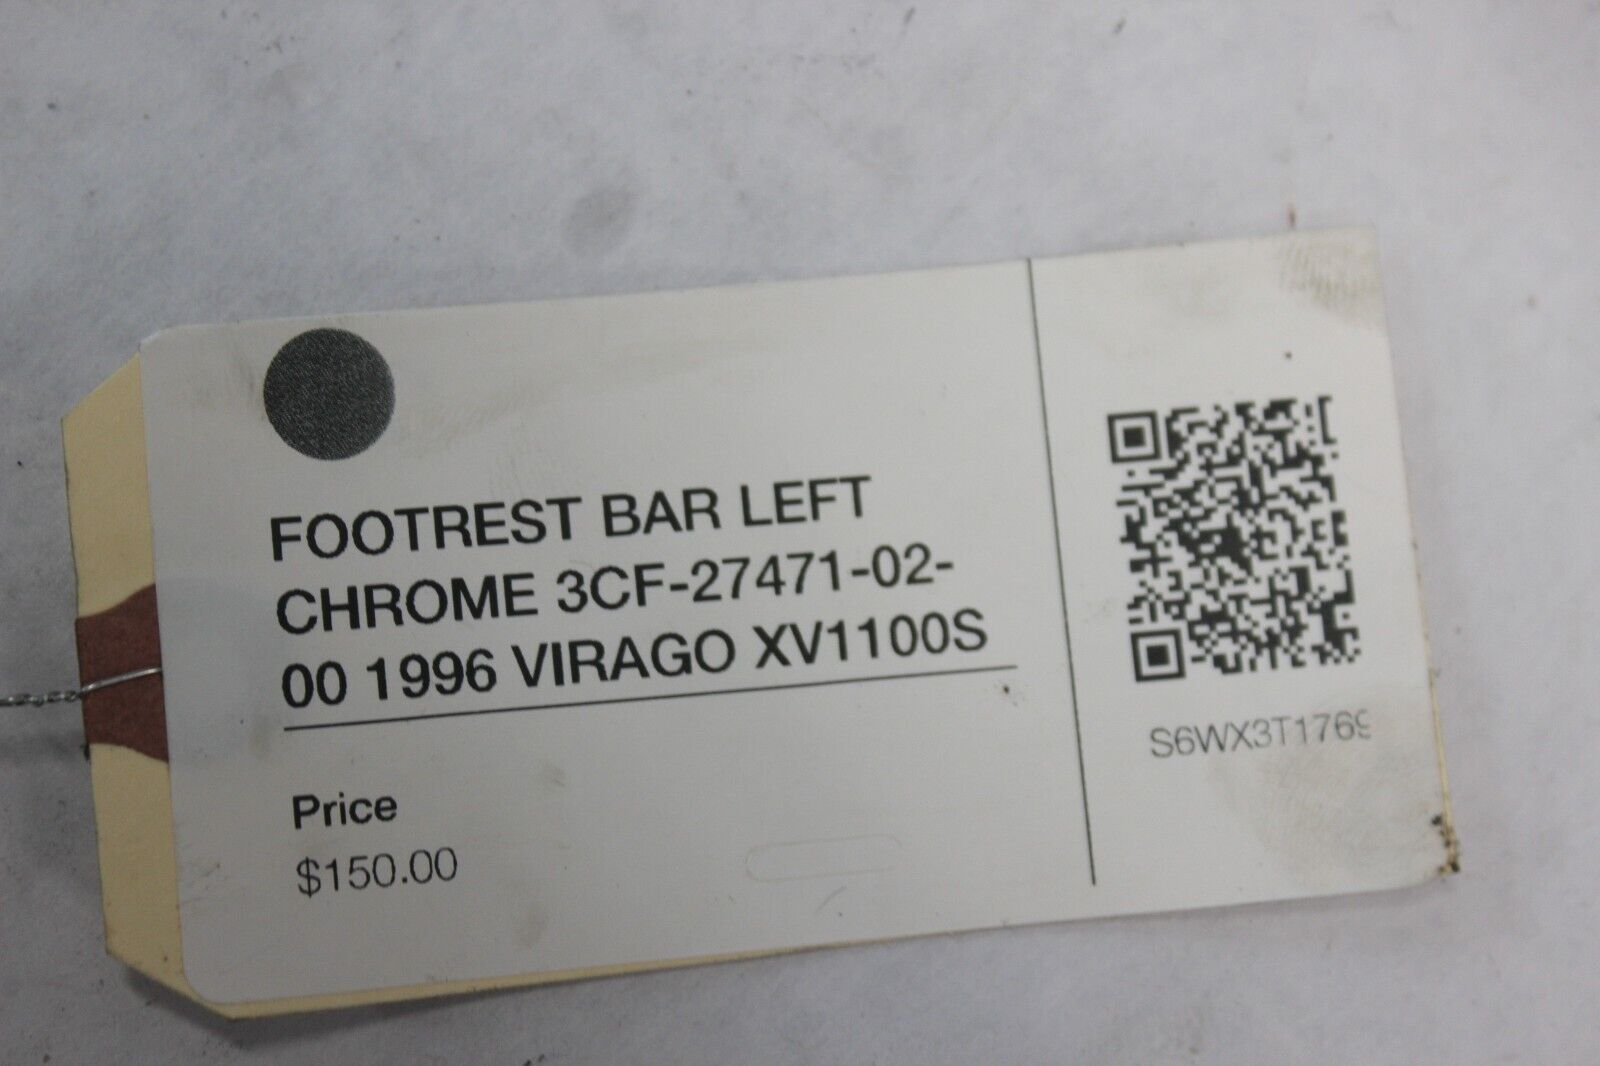 FOOTREST BAR LEFT
CHROME 3CF-27471-02-
00 1996 VIRAGO XV1100S
Price
$150.00
S6WX3T1769